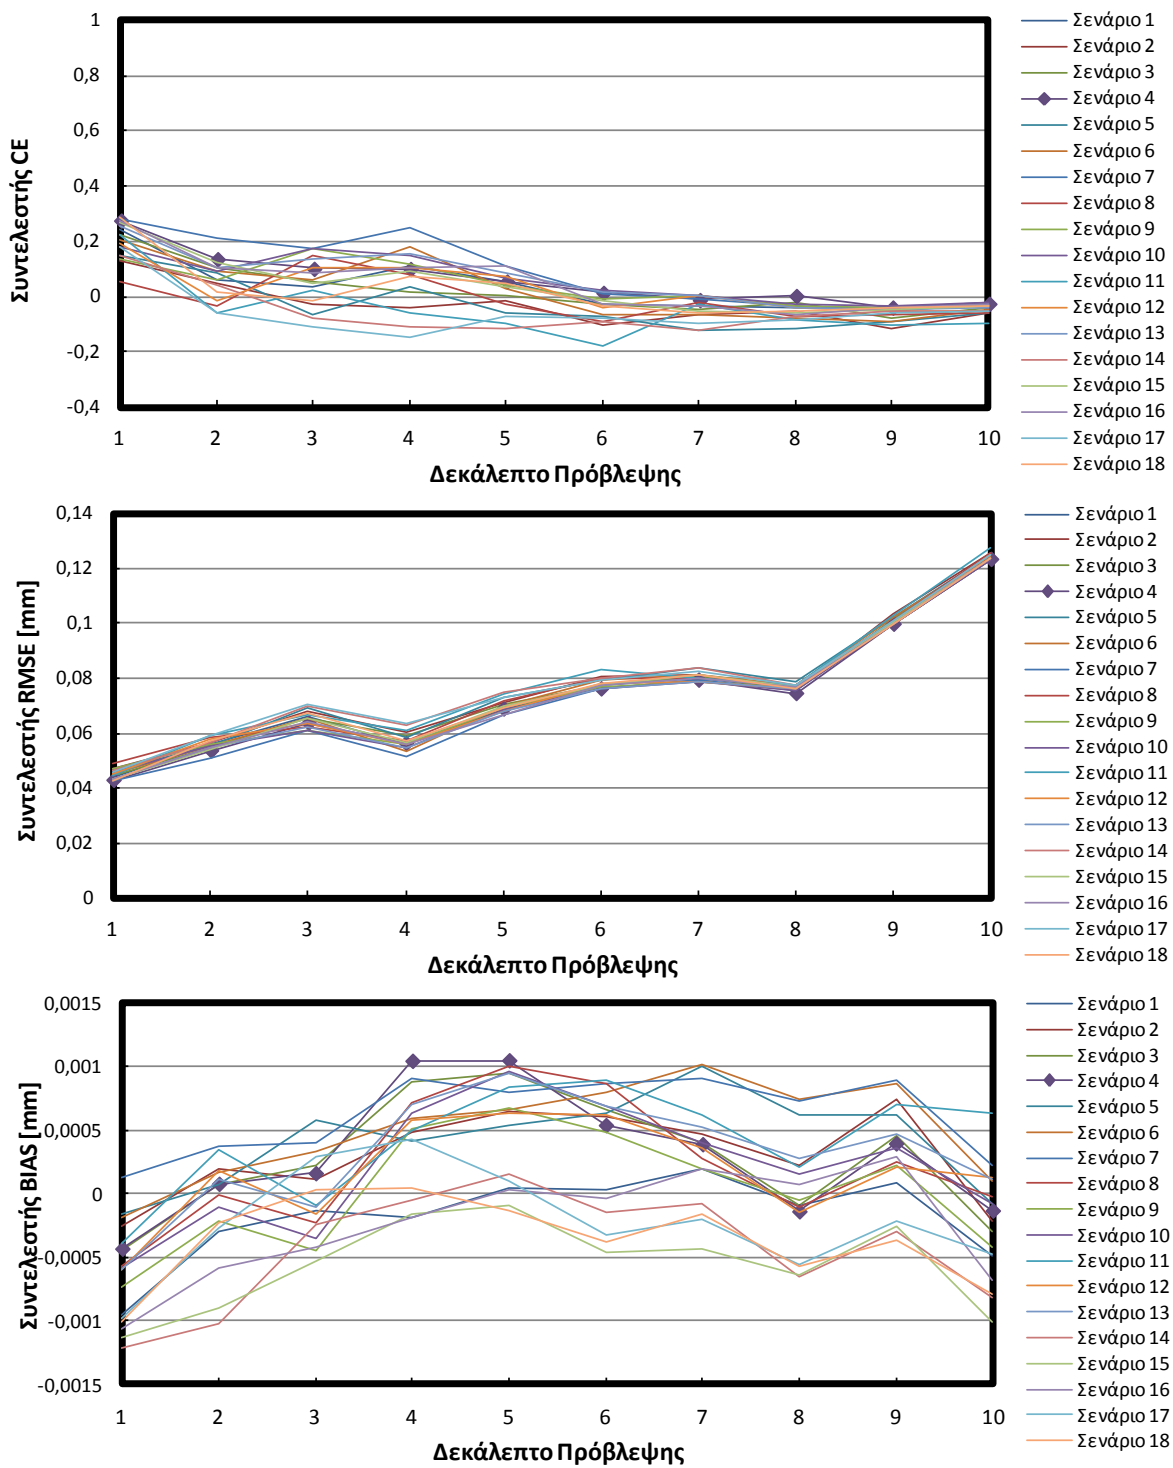 Συντελεστής CE
1
0,8
0,6
0,4
0,2
0
-0,2
-0,4
1 2 3 4 5 6 7 8 9 10
Δεκάλεπτο Πρόβλεψης
Σενάριο 1
Σενάριο 2
Σενάριο 3
Σενάριο 4
Σενάριο 5
Σενάριο 6
Σενάριο 7
Σενάριο 8
Σενάριο 9
Σενάριο 10
Σενάριο 11
Σενάριο 12
Σενάριο 13
Σενάριο 14
Σενάριο 15
Σενάριο 16
Σενάριο 17
Σενάριο 18
Συντελεστής RMSE [mm]
0,14
0,12
0,1
0,08
0,06
0,04
0,02
0
1 2 3 4 5 6 7 8 9 10
Δεκάλεπτο Πρόβλεψης
Σενάριο 1
Σενάριο 2
Σενάριο 3
Σενάριο 4
Σενάριο 5
Σενάριο 6
Σενάριο 7
Σενάριο 8
Σενάριο 9
Σενάριο 10
Σενάριο 11
Σενάριο 12
Σενάριο 13
Σενάριο 14
Σενάριο 15
Σενάριο 16
Σενάριο 17
Σενάριο 18
Συντελεστής BIAS [mm]
0,0015
0,001
0,0005
0
-0,0005
-0,001
-0,0015
1 2 3 4 5 6 7 8 9 10
Δεκάλεπτο Πρόβλεψης
Σενάριο 1
Σενάριο 2
Σενάριο 3
Σενάριο 4
Σενάριο 5
Σενάριο 6
Σενάριο 7
Σενάριο 8
Σενάριο 9
Σενάριο 10
Σενάριο 11
Σενάριο 12
Σενάριο 13
Σενάριο 14
Σενάριο 15
Σενάριο 16
Σενάριο 17
Σενάριο 18